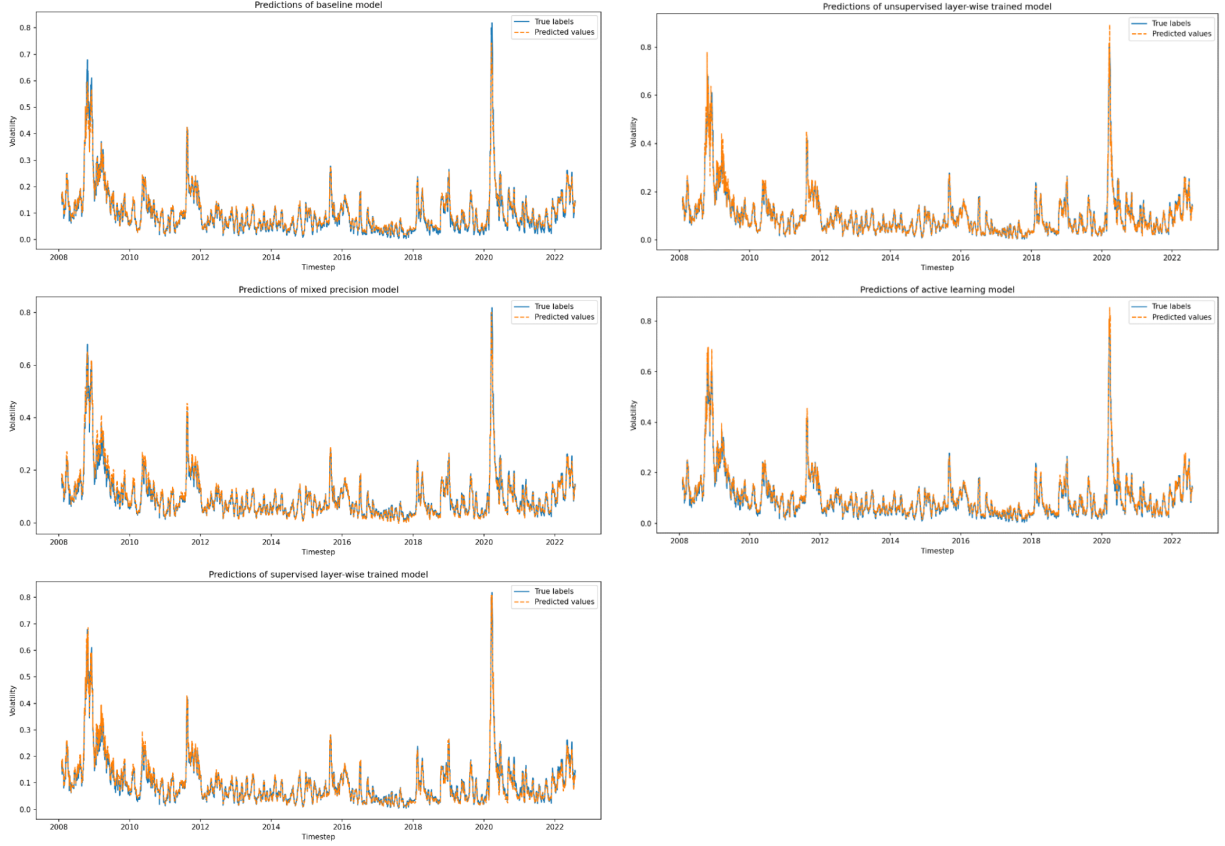 Predictions of baseline model
True labels
Predicted values
Volatility
0.8
0.7
0.6
0.5
0.4
0.3
0.2
0.1
0.0
2008 2010 2012 2014 2016 2018 2020 2022
Timestep
Predictions of unsupervised layer-wise trained model
True labels
Predicted values
Volatility
0.8
0.6
0.4
0.2
0.0
2008 2010 2012 2014 2016 2018 2020 2022
Timestep
Predictions of mixed precision model
True labels
Predicted values
Volatility
0.8
0.6
0.4
0.2
0.0
2008 2010 2012 2014 2016 2018 2020 2022
Timestep
Predictions of active learning model
True labels
Predicted values
Volatility
0.8
0.6
0.4
0.2
0.0
2008 2010 2012 2014 2016 2018 2020 2022
Timestep
Predictions of supervised layer-wise trained model
True labels
Predicted values
Volatility
0.8
0.7
0.6
0.5
0.4
0.3
0.2
0.1
0.0
2008 2010 2012 2014 2016 2018 2020 2022
Timestep